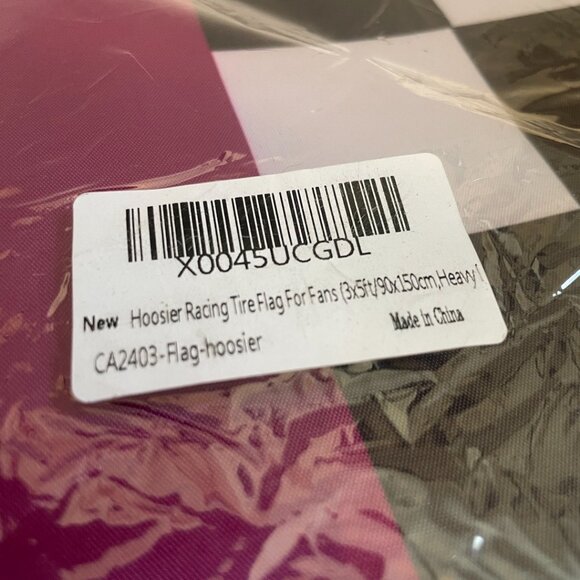 X0045UCGDL
New Hoosier Racing Tire Flag For Fans (3x5ft/90x150cm,Heavy
Made in China
CA2403-Flag-hoosier